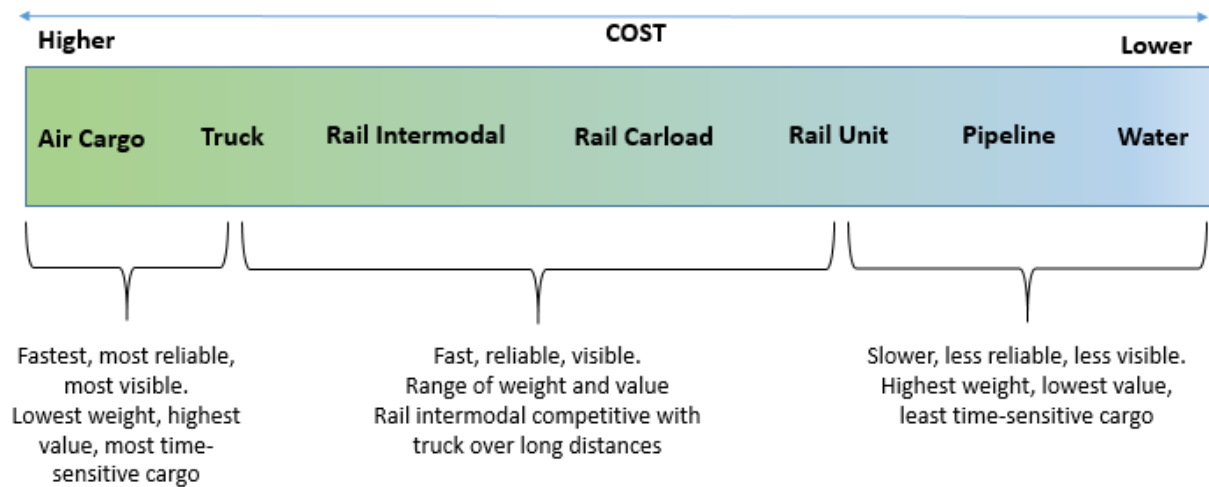 COST
Higher
Lower
Air Cargo
Truck
Rail Intermodal
Rail Carload
Rail Unit
Pipeline
Water
Fastest, most reliable,
most visible.
Lowest weight, highest
value, most time-
sensitive cargo
Fast, reliable, visible.
Range of weight and value
Rail intermodal competitive with
truck over long distances
Slower, less reliable, less visible.
Highest weight, lowest value,
least time-sensitive cargo